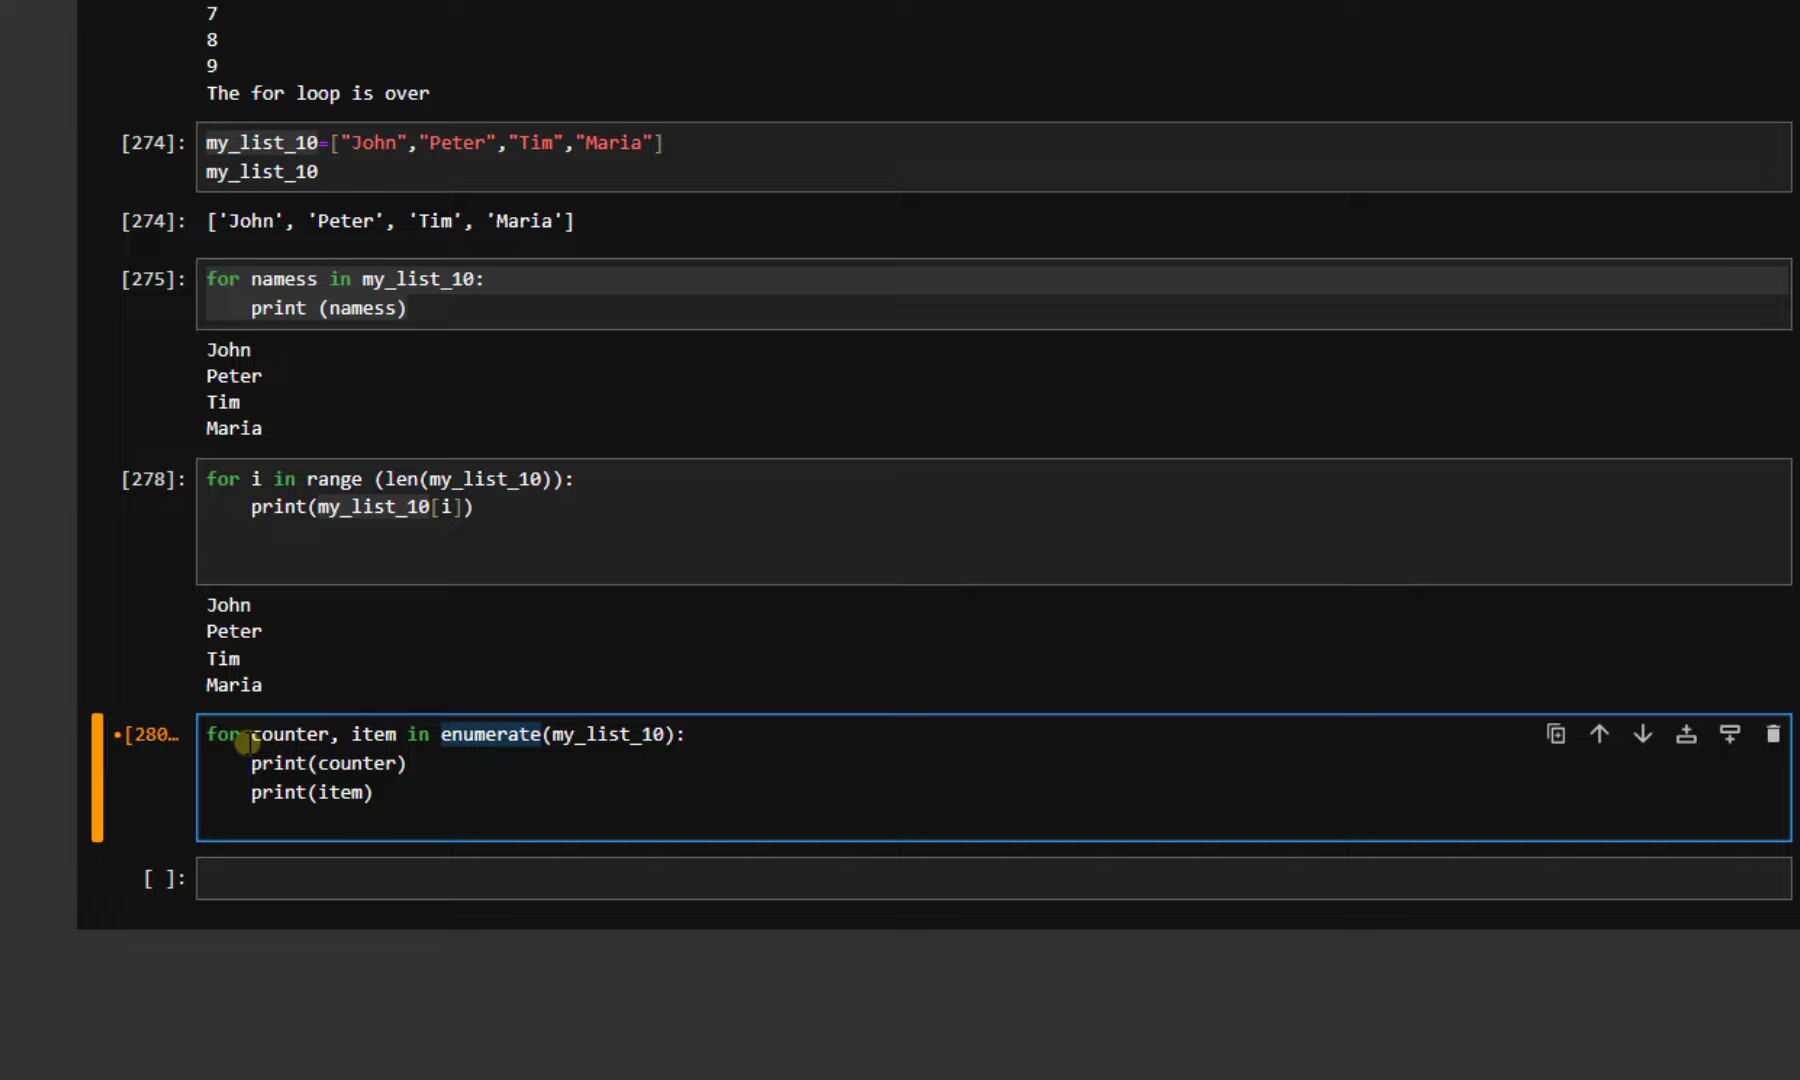 7
8
9
The for loop is over
[274]: my_list_10=["John","Peter","Tim","Maria"]
my_list_10
[274]: ['John', 'Peter', 'Tim', 'Maria']
[275]: for namess in my_list_10:
    print (namess)
John
Peter
Tim
Maria
[278]: for i in range (len(my_list_10)):
    print(my_list_10[i])
John
Peter
Tim
Maria
•[280… for counter, item in enumerate(my_list_10):
    print(counter)
    print(item)
[ ]: